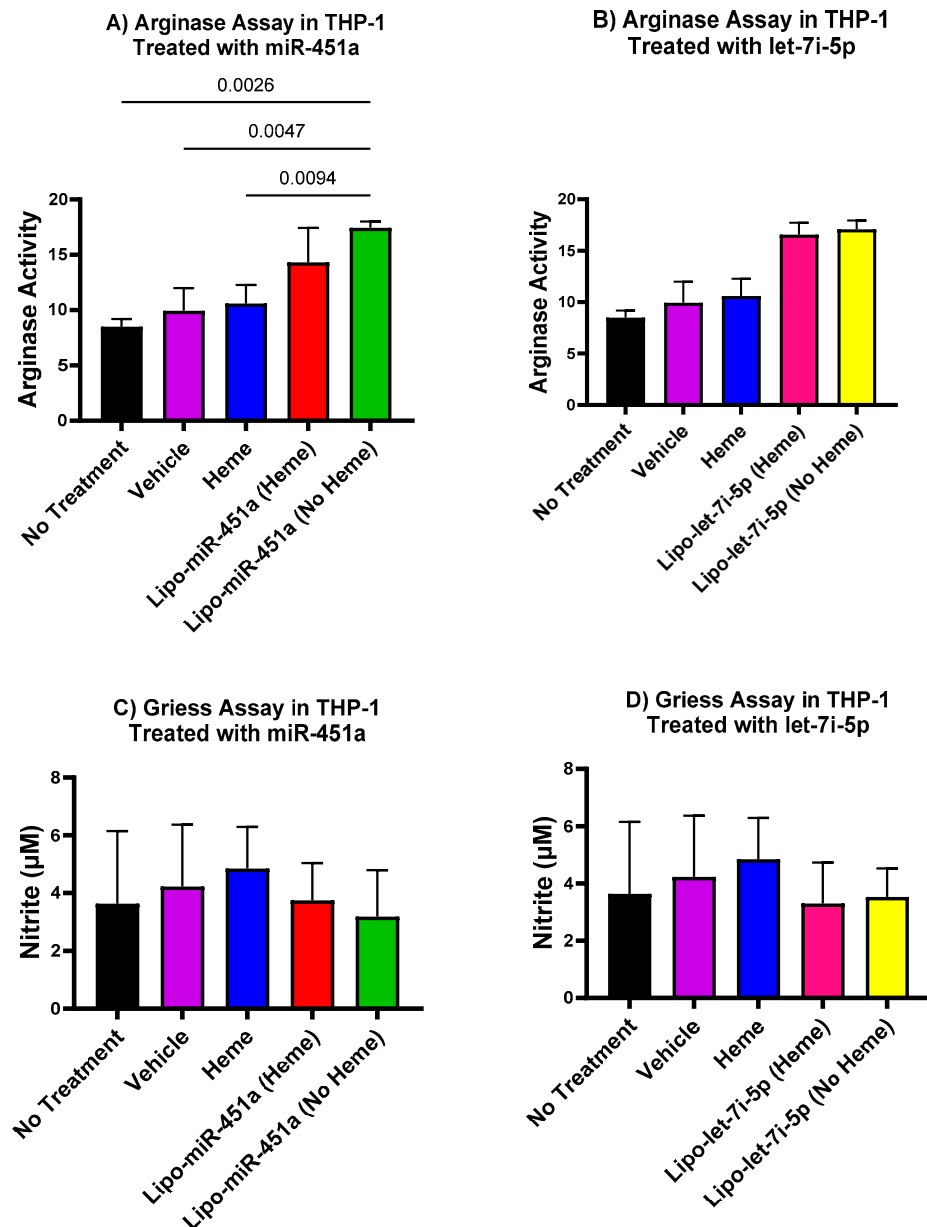 A) Arginase Assay in THP-1
Treated with miR-451a
0.0026
0.0047
0.0094
20
15
10
5
0
Arginase Activity
No Treatment
Vehicle
Heme
Lipo-miR-451a (Heme)
Lipo-miR-451a (No Heme)
B) Arginase Assay in THP-1
Treated with let-7i-5p
20
15
10
5
0
Arginase Activity
No Treatment
Vehicle
Heme
Lipo-let-7i-5p (Heme)
Lipo-let-7i-5p (No Heme)
C) Griess Assay in THP-1
Treated with miR-451a
8
6
4
2
0
Nitrite (µM)
No Treatment
Vehicle
Heme
Lipo-miR-451a (Heme)
Lipo-miR-451a (No Heme)
D) Griess Assay in THP-1
Treated with let-7i-5p
8
6
4
2
0
Nitrite (µM)
No Treatment
Vehicle
Heme
Lipo-let-7i-5p (Heme)
Lipo-let-7i-5p (No Heme)